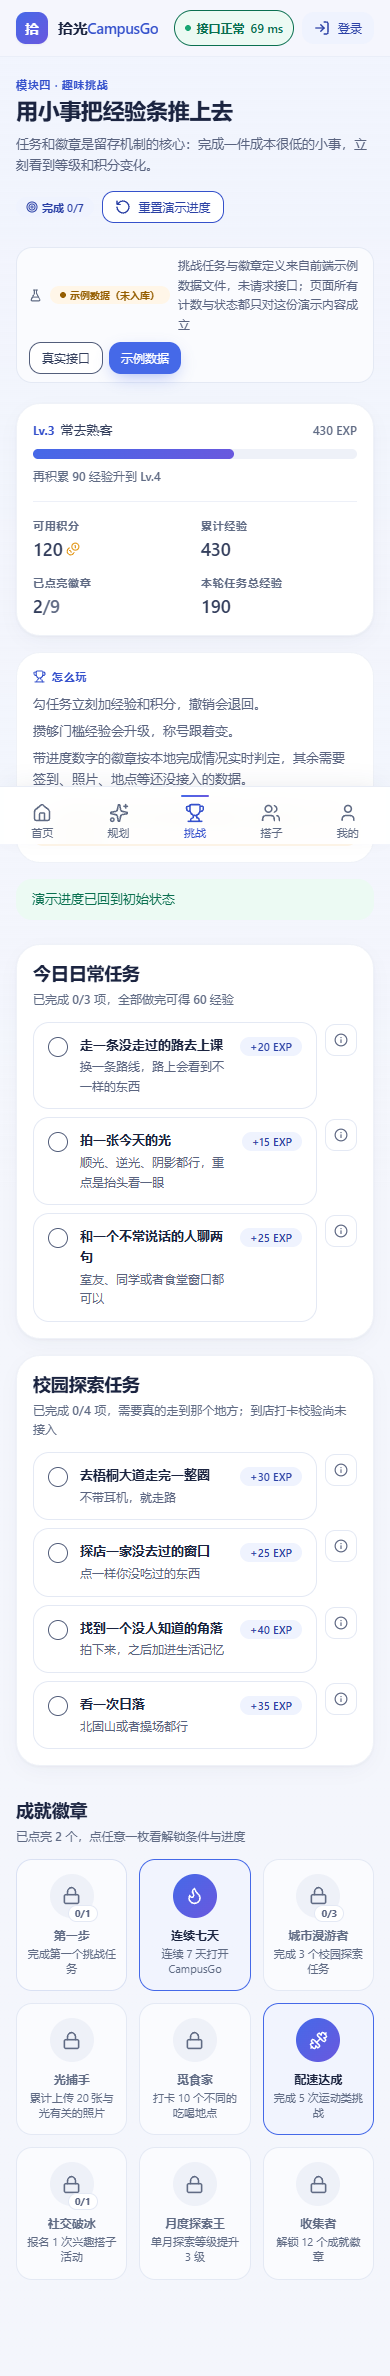 拾 拾光CampusGo 接口正常 69 ms 登录
模块四 · 趣味挑战
用小事把经验条推上去
任务和徽章是留存机制的核心：完成一件成本很低的小事，立
刻看到等级和积分变化。
完成 0/7 重置演示进度
示例数据（未入库）
挑战任务与徽章定义来自前端示例
数据文件，未请求接口；页面所有
计数与状态都只对这份演示内容成
立
真实接口 示例数据
Lv.3 常去熟客 430 EXP
再积累 90 经验升到 Lv.4
可用积分 累计经验
120 430
已点亮徽章 本轮任务总经验
2/9 190
怎么玩
勾任务立刻加经验和积分，撤销会退回。
攒够门槛经验会升级，称号跟着变。
带进度数字的徽章按本地完成情况实时判定，其余需要
签到、照片、地点等还没接入的数据。
首页 规划 挑战 搭子 我的
演示进度已回到初始状态
今日日常任务
已完成 0/3 项，全部做完可得 60 经验
走一条没走过的路去上课 +20 EXP
换一条路线，路上会看到不
一样的东西
拍一张今天的光 +15 EXP
顺光、逆光、阴影都行，重
点是抬头看一眼
和一个不常说话的人聊两
句
+25 EXP
室友、同学或者食堂窗口都
可以
校园探索任务
已完成 0/4 项，需要真的走到那个地方；到店打卡校验尚未
接入
去梧桐大道走完一整圈 +30 EXP
不带耳机，就走路
探店一家没去过的窗口 +25 EXP
点一样你没吃过的东西
找到一个没人知道的角落 +40 EXP
拍下来，之后加进生活记忆
看一次日落 +35 EXP
北固山或者操场都行
成就徽章
已点亮 2 个，点任意一枚看解锁条件与进度
0/1
第一步
完成第一个挑战任
务
连续七天
连续 7 天打开
CampusGo
0/3
城市漫游者
完成 3 个校园探索
任务
光捕手
累计上传 20 张与
光有关的照片
觅食家
打卡 10 个不同的
吃喝地点
配速达成
完成 5 次运动类挑
战
0/1
社交破冰
报名 1 次兴趣搭子
活动
月度探索王
单月探索等级提升
3 级
收集者
解锁 12 个成就徽
章